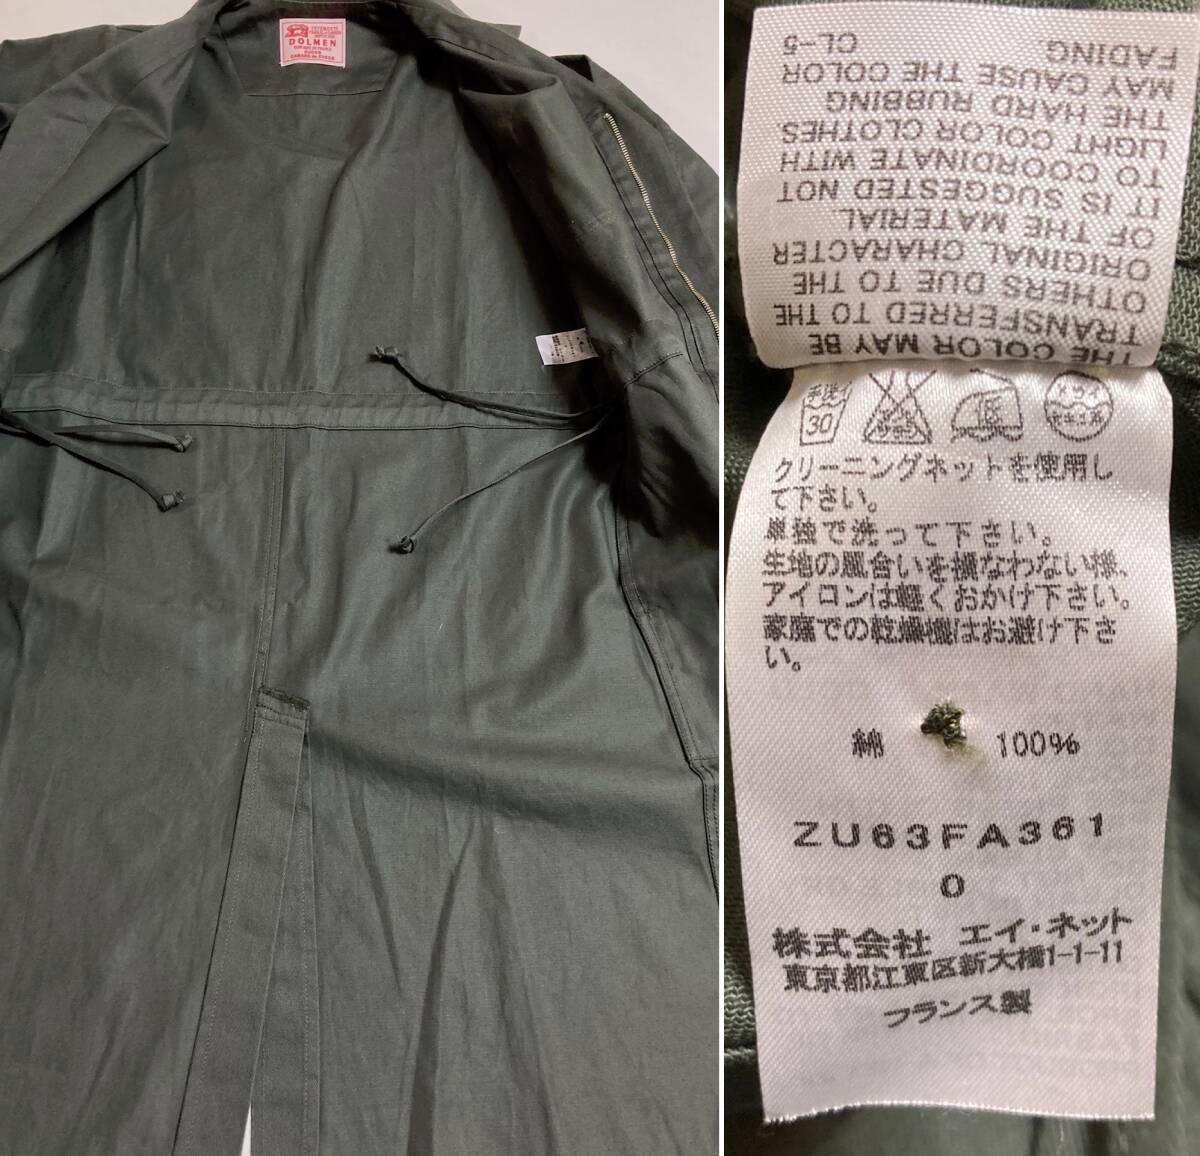 DOLMEN
THE COLOR MAY BE
TRANSFERRED TO THE
OTHERS DUE TO THE
ORIGINAL CHARACTER
OF THE MATERIAL.
IT IS SUGGESTED NOT
TO COORDINATE WITH
LIGHT COLOR CLOTHES
THE HARD RUBBING
MAY CAUSE THE COLOR
FADING.
CL-5
手洗イ
30
クリーニングネットを使用し
て下さい。
単独で洗って下さい。
生地の風合いを損なわない様、
アイロンは軽くおかけ下さい。
家庭での乾燥機はお避け下さ
い。
綿 100%
ZU63FA361
0
株式会社 エイ・ネット
東京都江東区新大橋1-1-11
フランス製